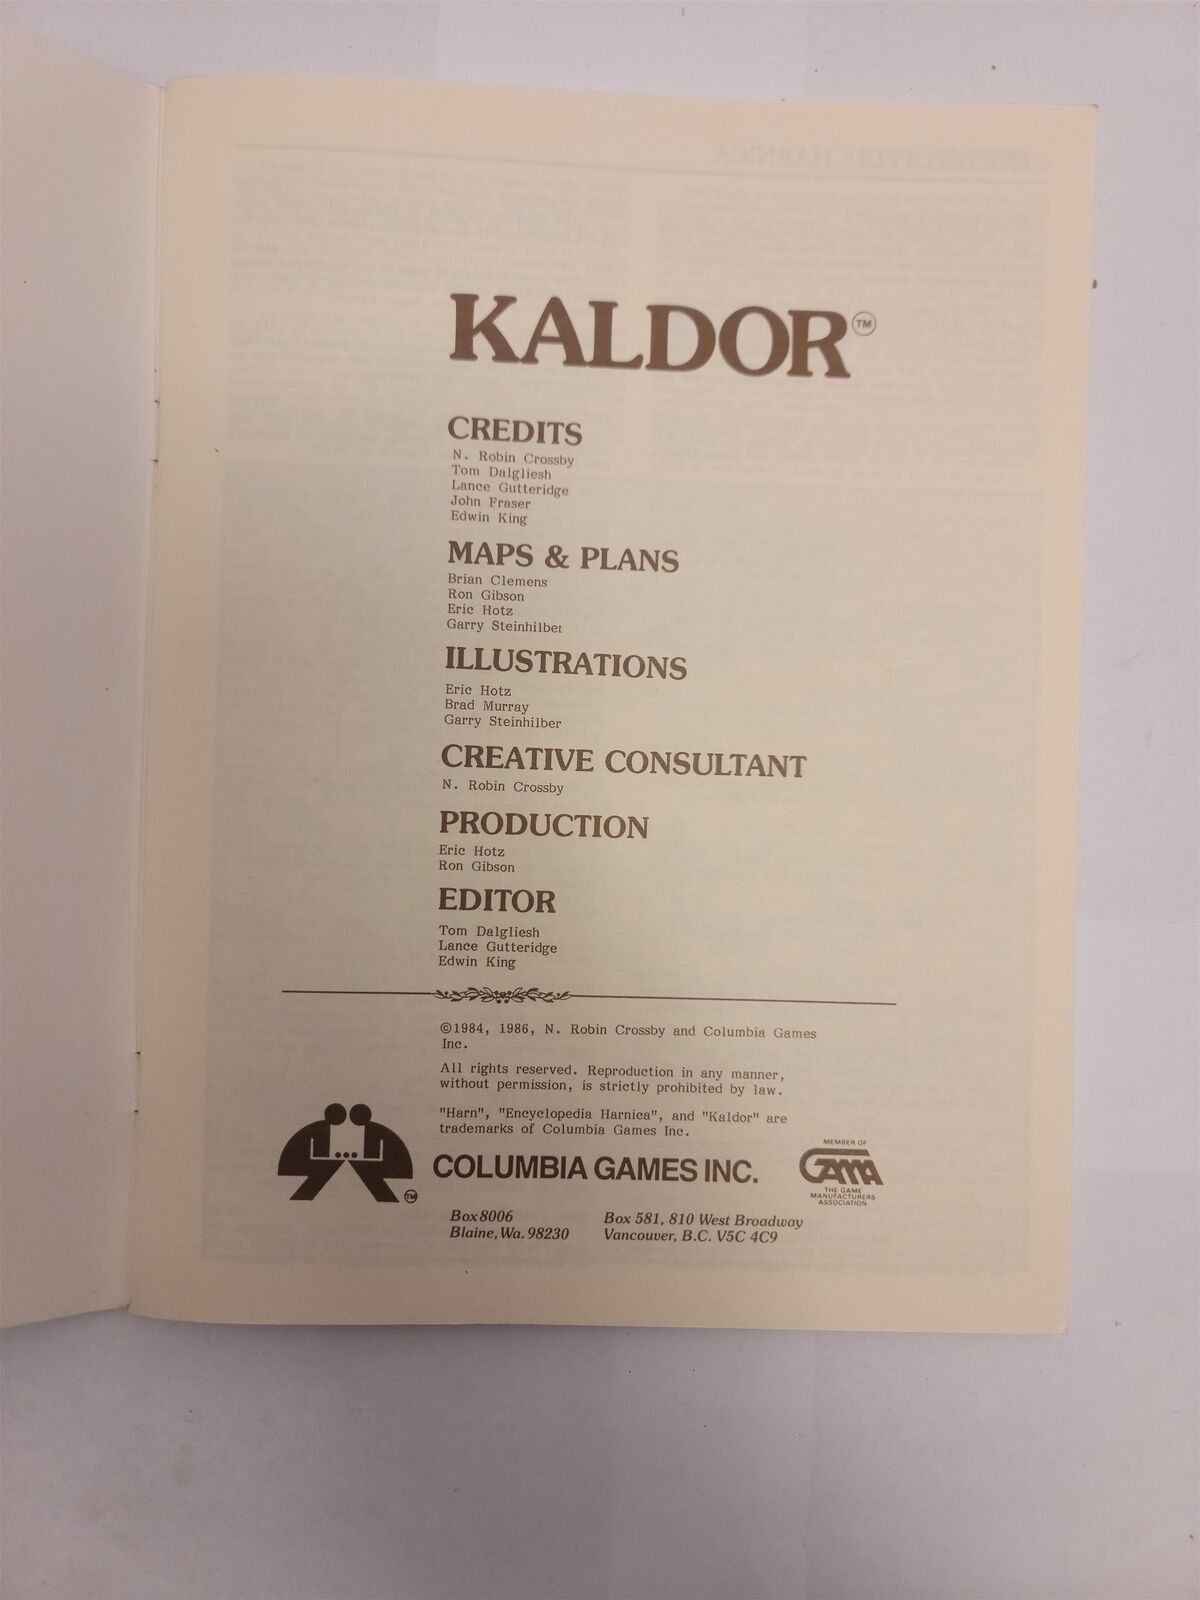 KALDOR™
CREDITS
N. Robin Crossby
Tom Dalgliesh
Lance Gutteridge
John Fraser
Edwin King
MAPS & PLANS
Brian Clemens
Ron Gibson
Eric Hotz
Garry Steinhilber
ILLUSTRATIONS
Eric Hotz
Brad Murray
Garry Steinhilber
CREATIVE CONSULTANT
N. Robin Crossby
PRODUCTION
Eric Hotz
Ron Gibson
EDITOR
Tom Dalgliesh
Lance Gutteridge
Edwin King
©1984, 1986, N. Robin Crossby and Columbia Games
Inc.
All rights reserved. Reproduction in any manner,
without permission, is strictly prohibited by law.
"Harn", "Encyclopedia Harnica", and "Kaldor" are
trademarks of Columbia Games Inc.
TM
COLUMBIA GAMES INC.
MEMBER OF
GAMA
THE GAME
MANUFACTURERS
ASSOCIATION
Box 8006
Blaine, Wa. 98230
Box 581, 810 West Broadway
Vancouver, B.C. V5C 4C9